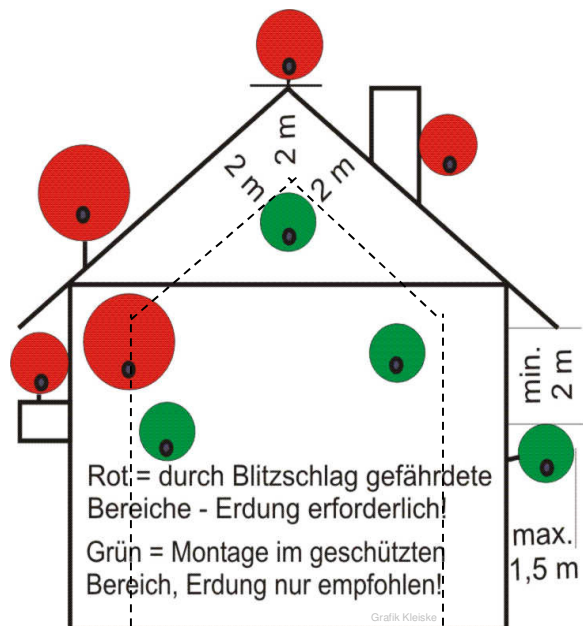 2 m
2 m
2 m
min.
2 m
Rot = durch Blitzschlag gefährdete
Bereiche - Erdung erforderlich!
Grün = Montage im geschützten
Bereich, Erdung nur empfohlen!
max.
1,5 m
Grafik Kleiske